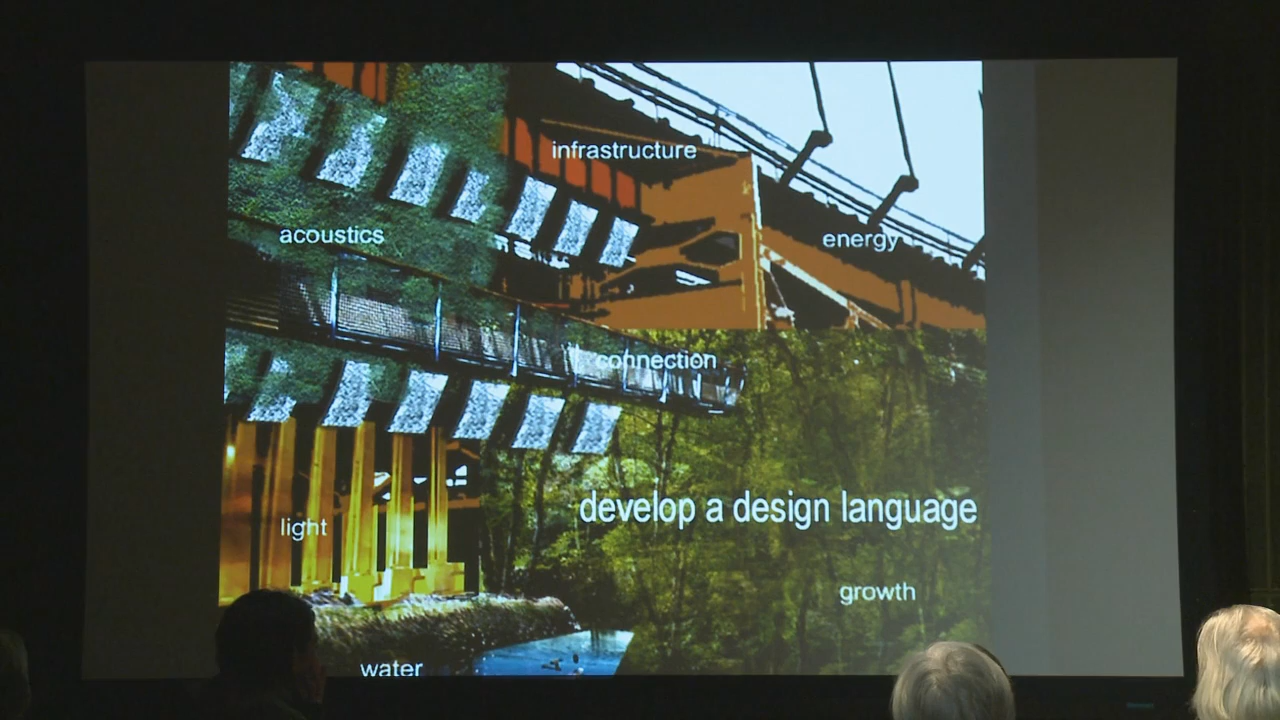 infrastructure
acoustics
energy
connection
develop a design language
light
growth
water